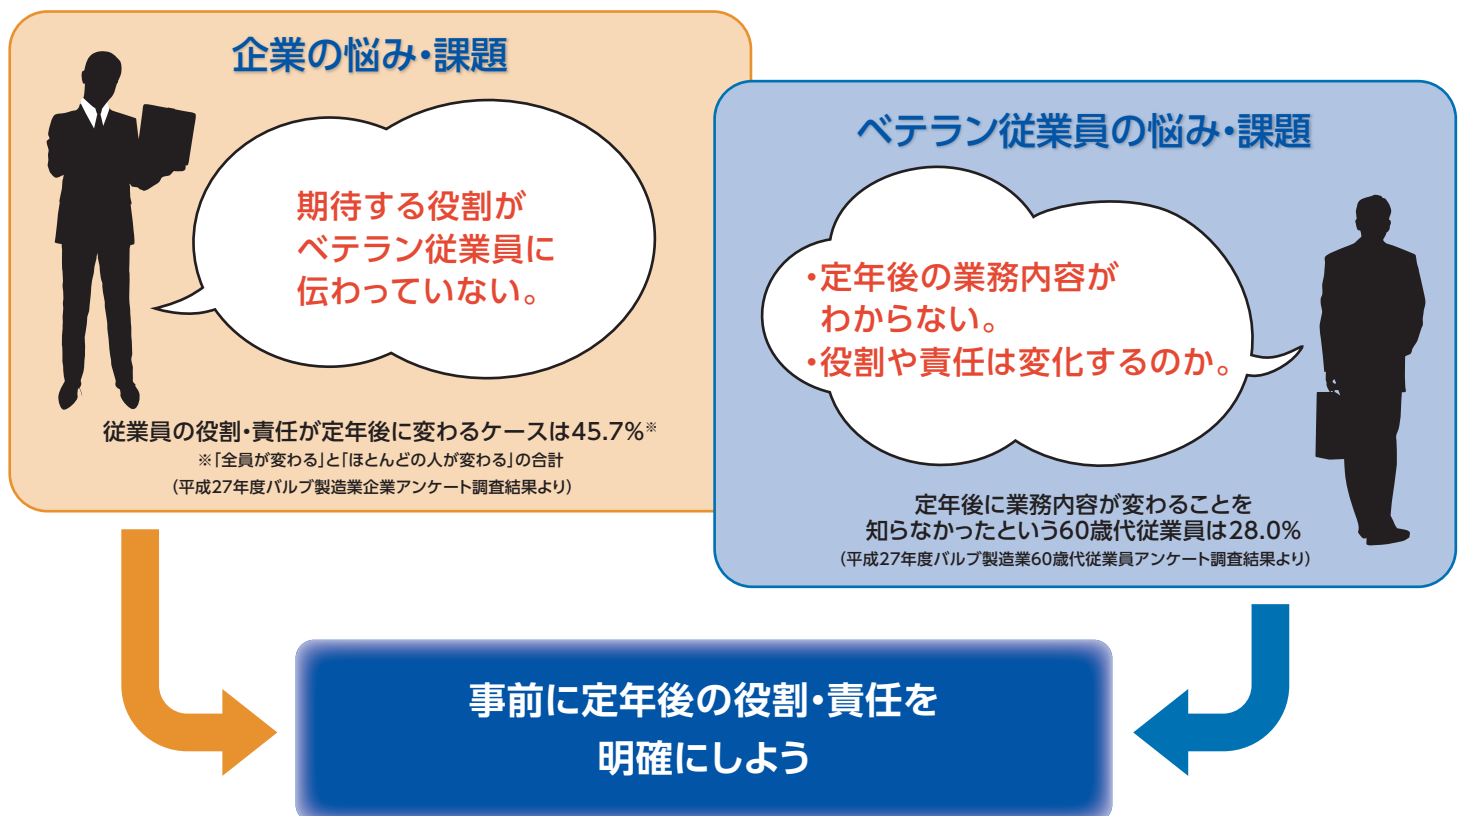 企業の悩み・課題
期待する役割が
ベテラン従業員に
伝わっていない。
従業員の役割・責任が定年後に変わるケースは45.7%※
※「全員が変わる」と「ほとんどの人が変わる」の合計
(平成27年度バルブ製造業企業アンケート調査結果より)
ベテラン従業員の悩み・課題
・定年後の業務内容が
わからない。
・役割や責任は変化するのか。
定年後に業務内容が変わることを
知らなかったという60歳代従業員は28.0%
(平成27年度バルブ製造業60歳代従業員アンケート調査結果より)
事前に定年後の役割・責任を
明確にしよう